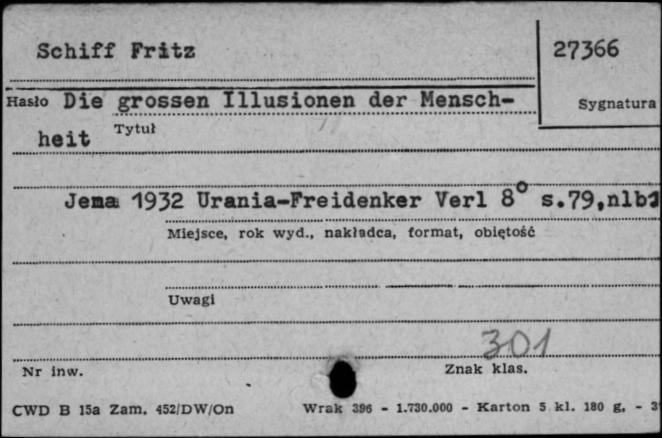 Schiff Fritz
27366
Hasło Die grossen Illusionen der Mensch-
Sygnatura
heit Tytuł
Jena 1932 Urania-Freidenker Verl 8° s.79,nlb1
Miejsce, rok wyd., nakładca, format, objętość
Uwagi
301
Nr inw.
Znak klas.
CWD B 15a Zam. 452/DW/On
Wrak 396 - 1.730.000 - Karton 5 kl. 180 g. -